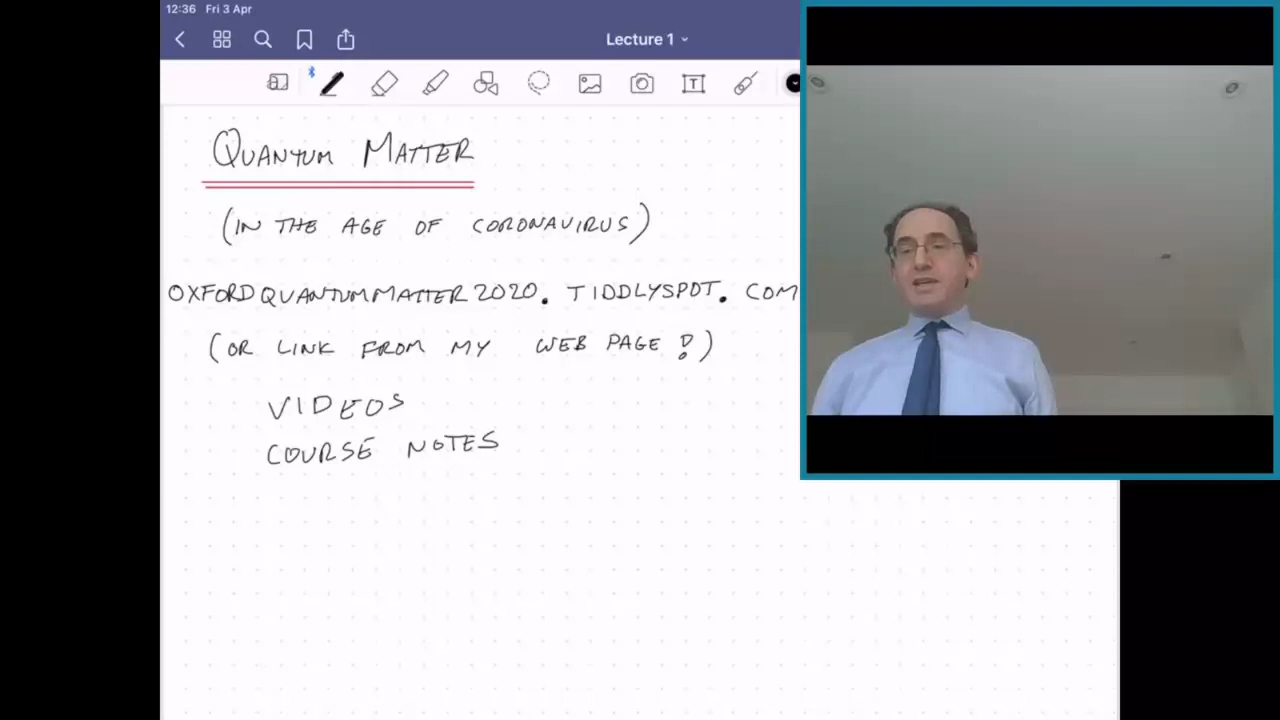 12:36 Fri 3 Apr
Lecture 1
T
QUANTUM MATTER
(IN THE AGE OF CORONAVIRUS)
OXFORDQUANTUMMATTER2020. TIDDLYSPOT. COM
(OR LINK FROM MY WEB PAGE!)
VIDEOS
COURSE NOTES